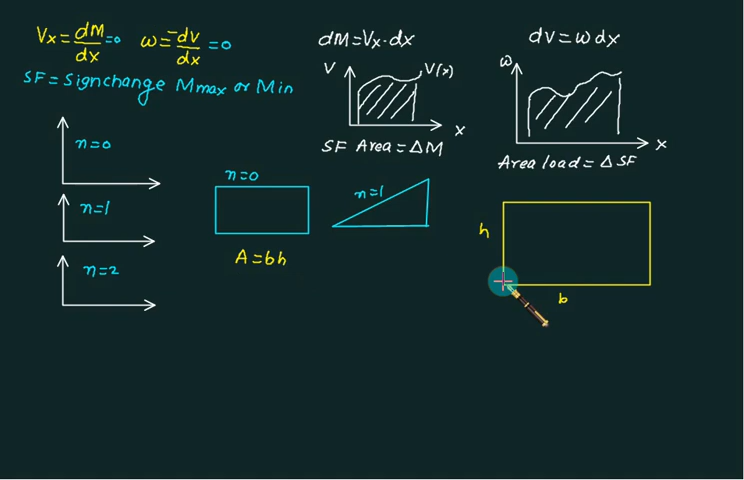 Vx = dM/dx = 0   ω = -dv/dx = 0
SF = Signchange Mmax or Min
dM = Vx · dx
dV = ω dx
V
V(x)
x
SF Area = ΔM
ω
x
Area load = Δ SF
n=0
n=1
n=2
n=0
A = bh
n=1
h
b